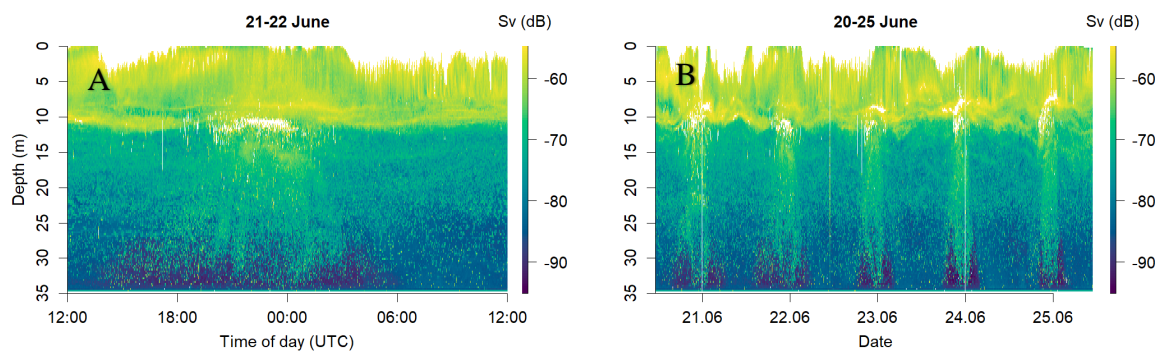 21-22 June
Sv (dB)
A
0
5
10
15
20
25
30
35
Depth (m)
12:00 18:00 00:00 06:00 12:00
Time of day (UTC)
-60
-70
-80
-90
20-25 June
Sv (dB)
B
0
5
10
15
20
25
30
35
21.06 22.06 23.06 24.06 25.06
Date
-60
-70
-80
-90